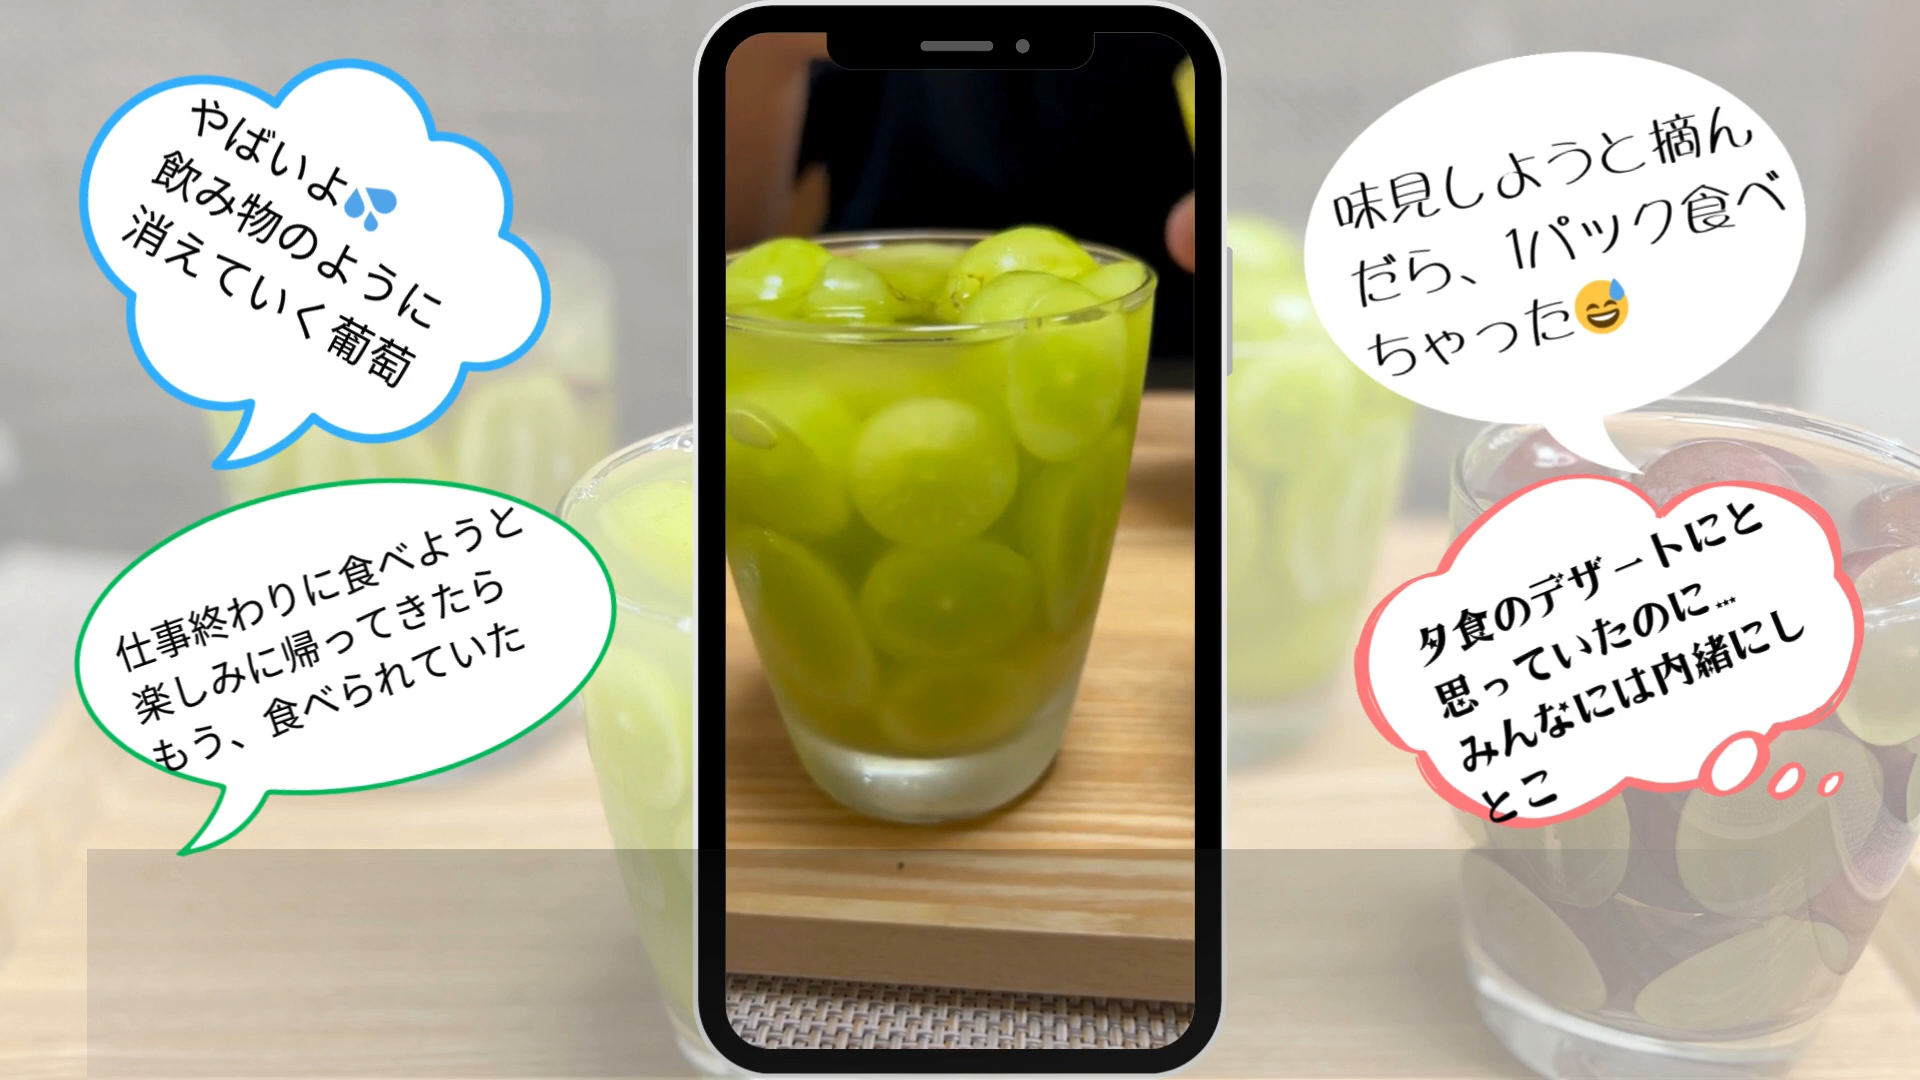 やばいよ💦
飲み物のように
消えていく葡萄
味見しようと摘ん
だら、1パック食べ
ちゃった😅
仕事終わりに食べようと
楽しみに帰ってきたら
もう、食べられていた
夕食のデザートにと
思っていたのに…
みんなには内緒にし
とこ